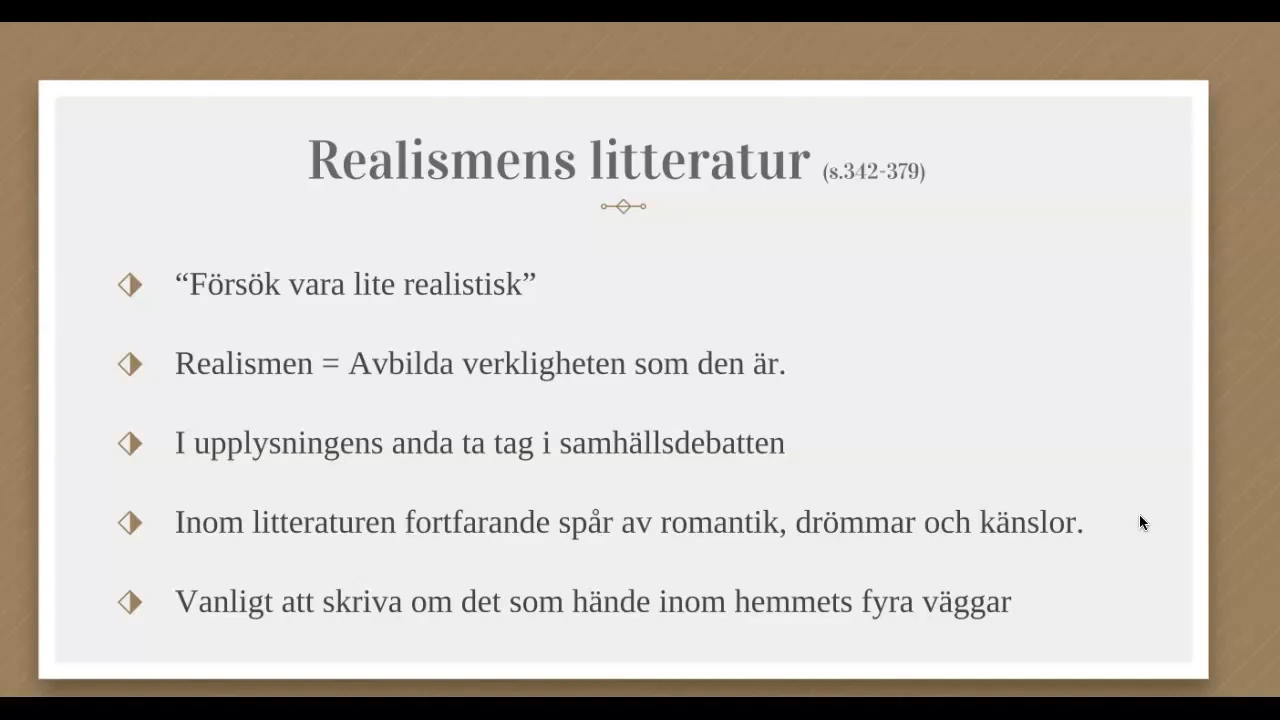 Realismens litteratur (s.342-379)
“Försök vara lite realistisk”
Realismen = Avbilda verkligheten som den är.
I upplysningens anda ta tag i samhällsdebatten
Inom litteraturen fortfarande spår av romantik, drömmar och känslor.
Vanligt att skriva om det som hände inom hemmets fyra väggar